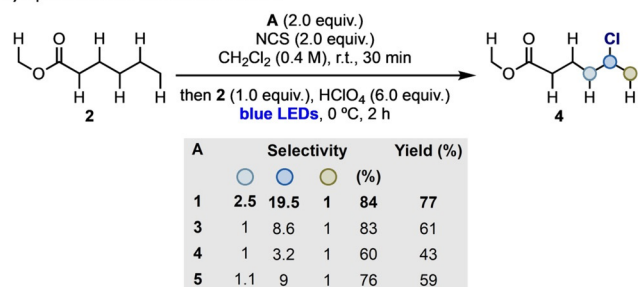 A (2.0 equiv.)
NCS (2.0 equiv.)
CH₂Cl₂ (0.4 M), r.t., 30 min
then 2 (1.0 equiv.), HClO₄ (6.0 equiv.)
blue LEDs, 0 ºC, 2 h
H O H H
O
H H H
2
H O H Cl
O
H H H
4
A Selectivity Yield (%)
(%)
1 2.5 19.5 1 84 77
3 1 8.6 1 83 61
4 1 3.2 1 60 43
5 1.1 9 1 76 59